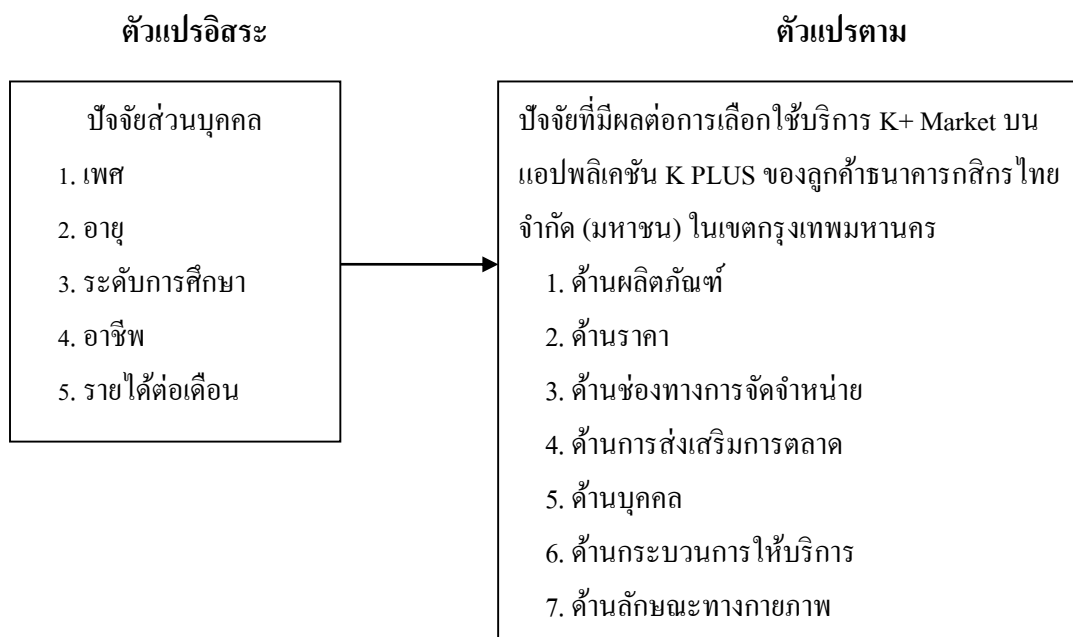 ตัวแปรอิสระ
ปัจจัยส่วนบุคคล
1. เพศ
2. อายุ
3. ระดับการศึกษา
4. อาชีพ
5. รายได้ต่อเดือน
ตัวแปรตาม
ปัจจัยที่มีผลต่อการเลือกใช้บริการ K+ Market บน
แอปพลิเคชัน K PLUS ของลูกค้าธนาคารกสิกรไทย
จำกัด (มหาชน) ในเขตกรุงเทพมหานคร
1. ด้านผลิตภัณฑ์
2. ด้านราคา
3. ด้านช่องทางการจัดจำหน่าย
4. ด้านการส่งเสริมการตลาด
5. ด้านบุคคล
6. ด้านกระบวนการให้บริการ
7. ด้านลักษณะทางกายภาพ